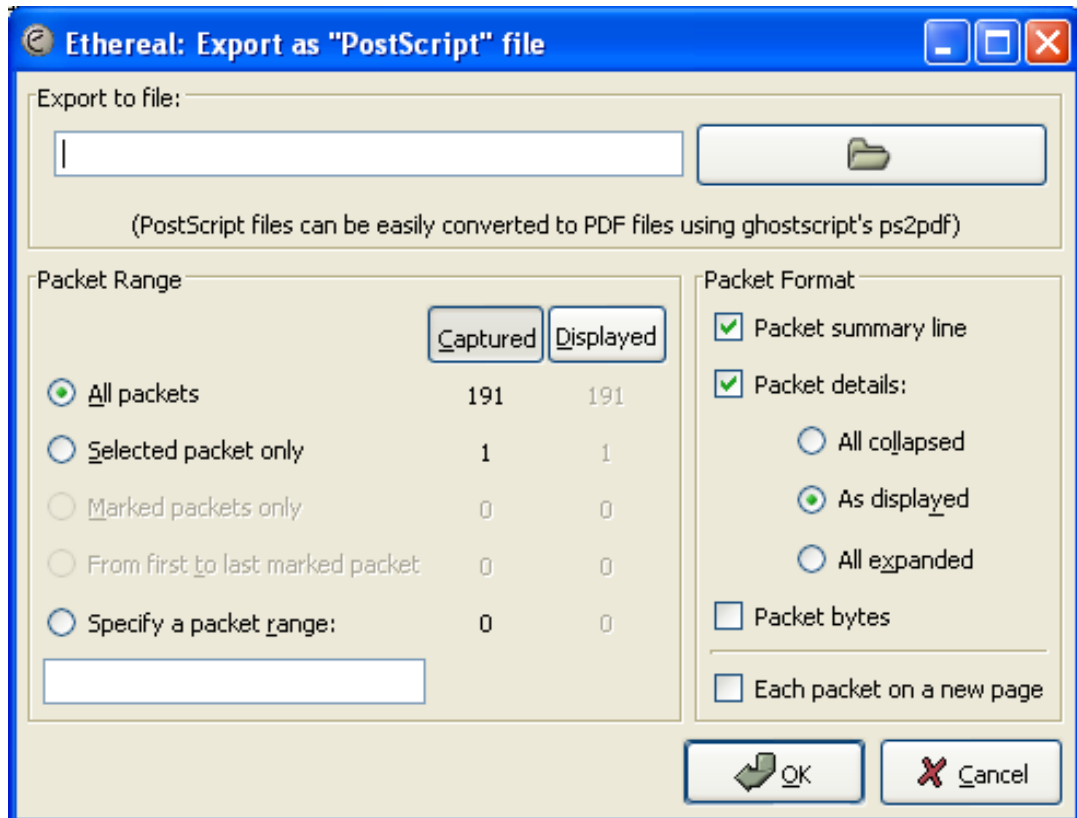 Ethereal: Export as "PostScript" file
Export to file:
(PostScript files can be easily converted to PDF files using ghostscript's ps2pdf)
Packet Range
Captured Displayed
All packets 191 191
Selected packet only 1 1
Marked packets only 0 0
From first to last marked packet 0 0
Specify a packet range: 0 0
Packet Format
Packet summary line
Packet details:
All collapsed
As displayed
All expanded
Packet bytes
Each packet on a new page
OK Cancel